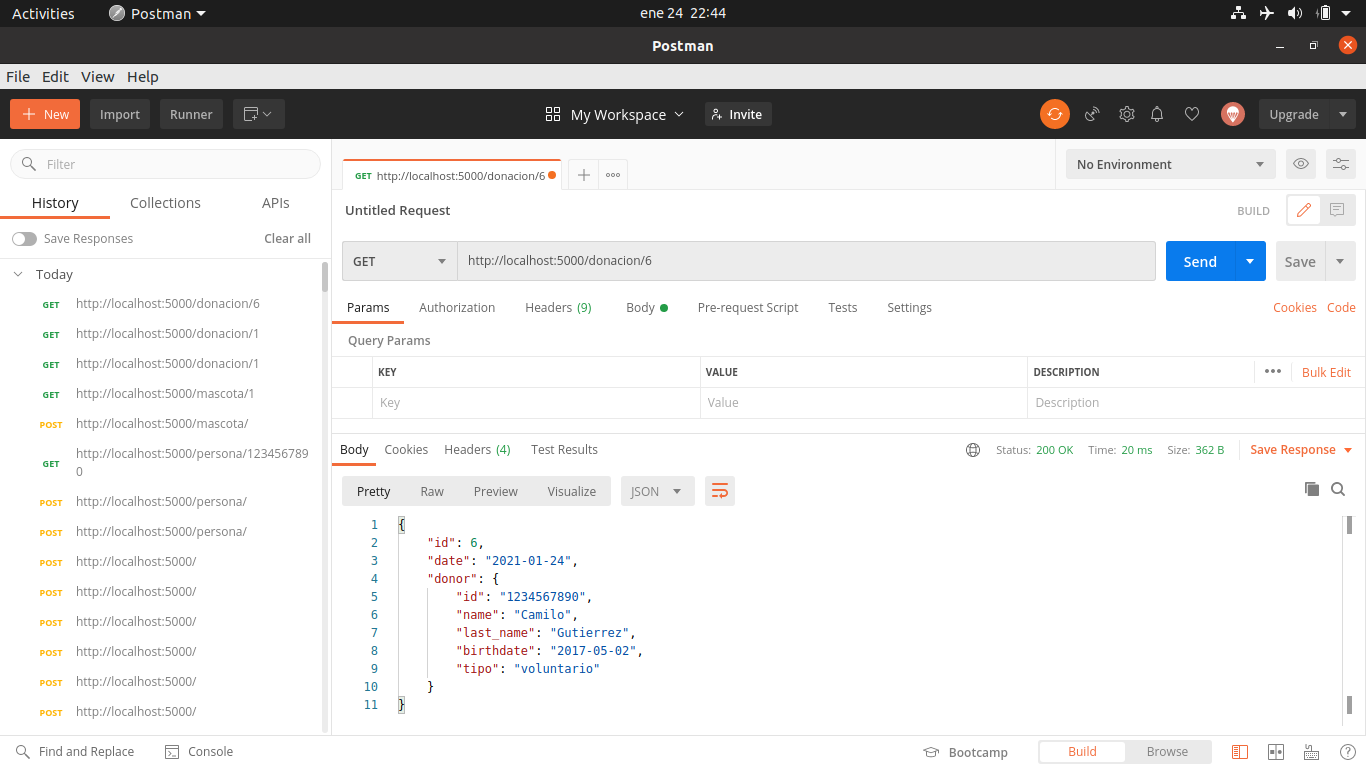 Activities Postman ene 24 22:44
Postman
File Edit View Help
New Import Runner My Workspace Invite Upgrade
Filter
History Collections APIs
Save Responses Clear all
Today
GET http://localhost:5000/donacion/6
GET http://localhost:5000/donacion/1
GET http://localhost:5000/donacion/1
GET http://localhost:5000/mascota/1
POST http://localhost:5000/mascota/
GET http://localhost:5000/persona/123456789
0
POST http://localhost:5000/persona/
POST http://localhost:5000/persona/
POST http://localhost:5000/
POST http://localhost:5000/
POST http://localhost:5000/
POST http://localhost:5000/
POST http://localhost:5000/
POST http://localhost:5000/
GET http://localhost:5000/donacion/6
No Environment
Untitled Request BUILD
GET http://localhost:5000/donacion/6 Send Save
Params Authorization Headers (9) Body Pre-request Script Tests Settings Cookies Code
Query Params
KEY VALUE DESCRIPTION Bulk Edit
Key Value Description
Body Cookies Headers (4) Test Results Status: 200 OK Time: 20 ms Size: 362 B Save Response
Pretty Raw Preview Visualize JSON
1 {
2 "id": 6,
3 "date": "2021-01-24",
4 "donor": {
5 "id": "1234567890",
6 "name": "Camilo",
7 "last_name": "Gutierrez",
8 "birthdate": "2017-05-02",
9 "tipo": "voluntario"
10 }
11 }
Find and Replace Console Bootcamp Build Browse